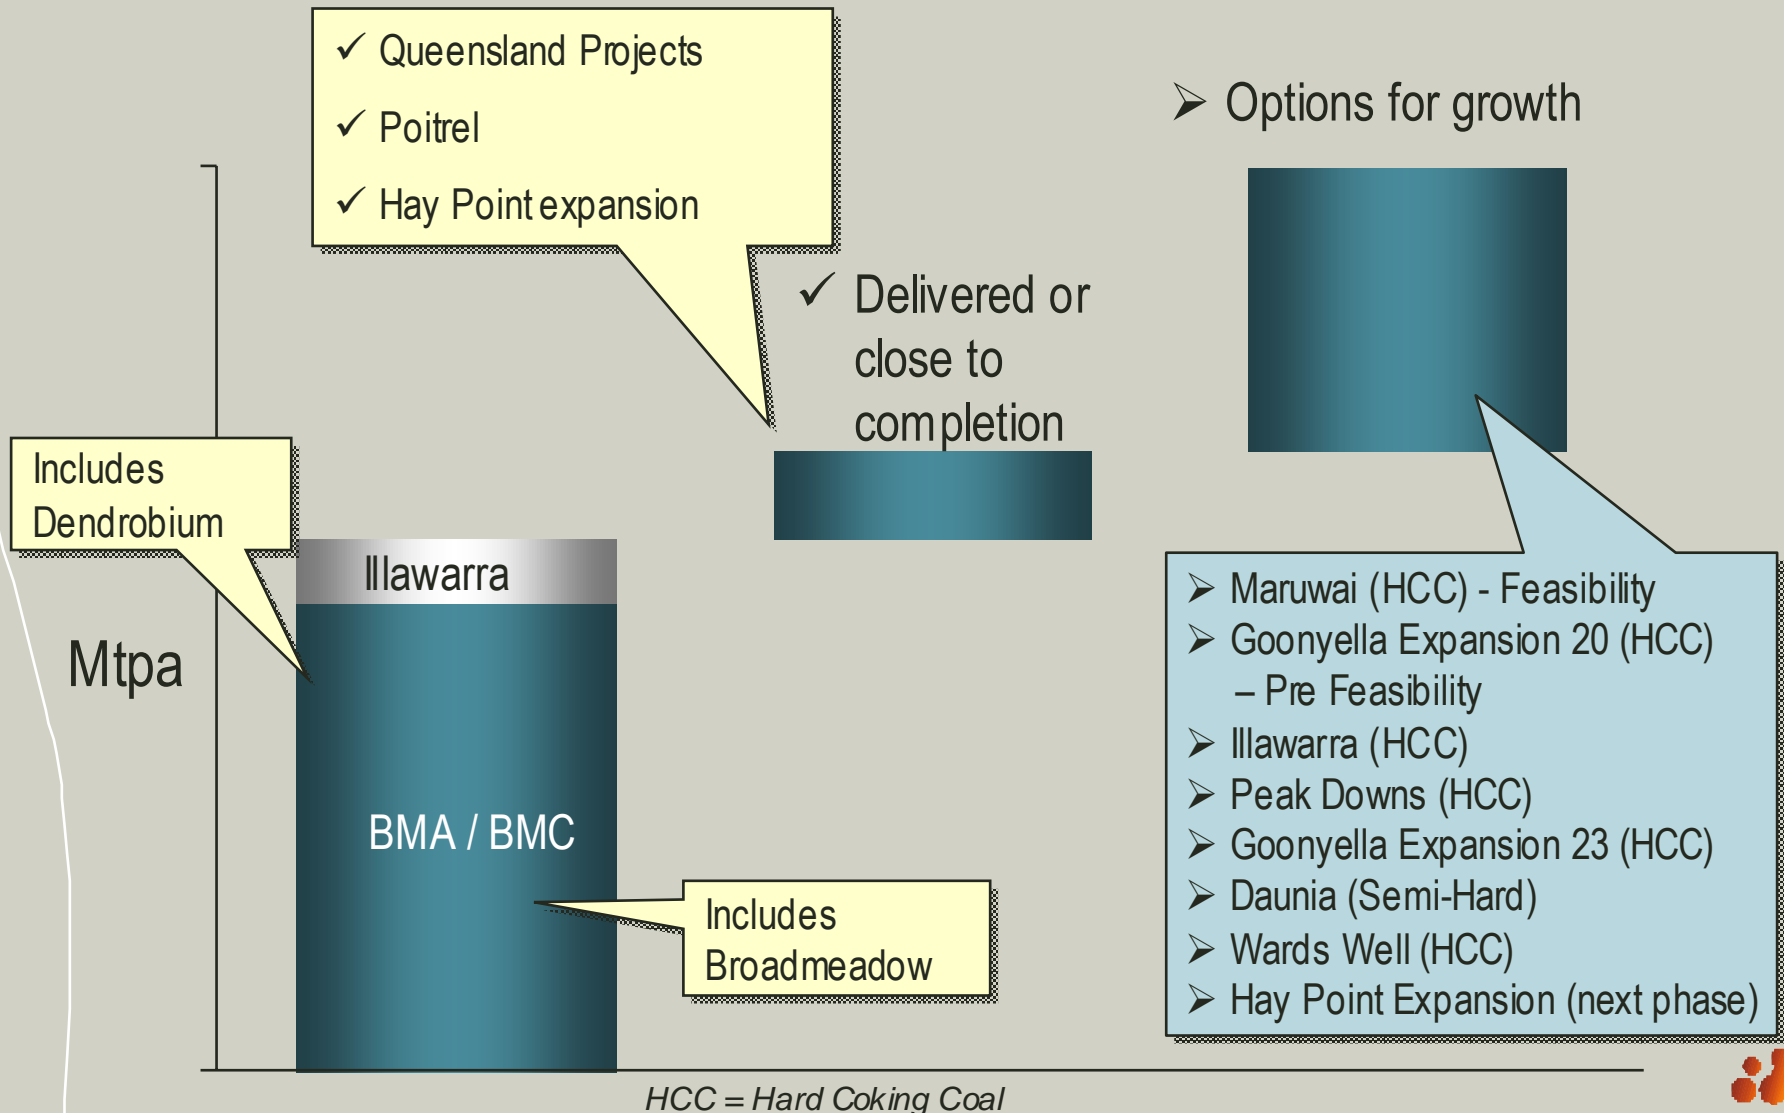 ✓ Queensland Projects
✓ Poitrel
✓ Hay Point expansion
➢ Options for growth
✓ Delivered or
close to
completion
Includes
Dendrobium
Illawarra
Mtpa
BMA / BMC
Includes
Broadmeadow
➢ Maruwai (HCC) - Feasibility
➢ Goonyella Expansion 20 (HCC)
– Pre Feasibility
➢ Illawarra (HCC)
➢ Peak Downs (HCC)
➢ Goonyella Expansion 23 (HCC)
➢ Daunia (Semi-Hard)
➢ Wards Well (HCC)
➢ Hay Point Expansion (next phase)
HCC = Hard Coking Coal